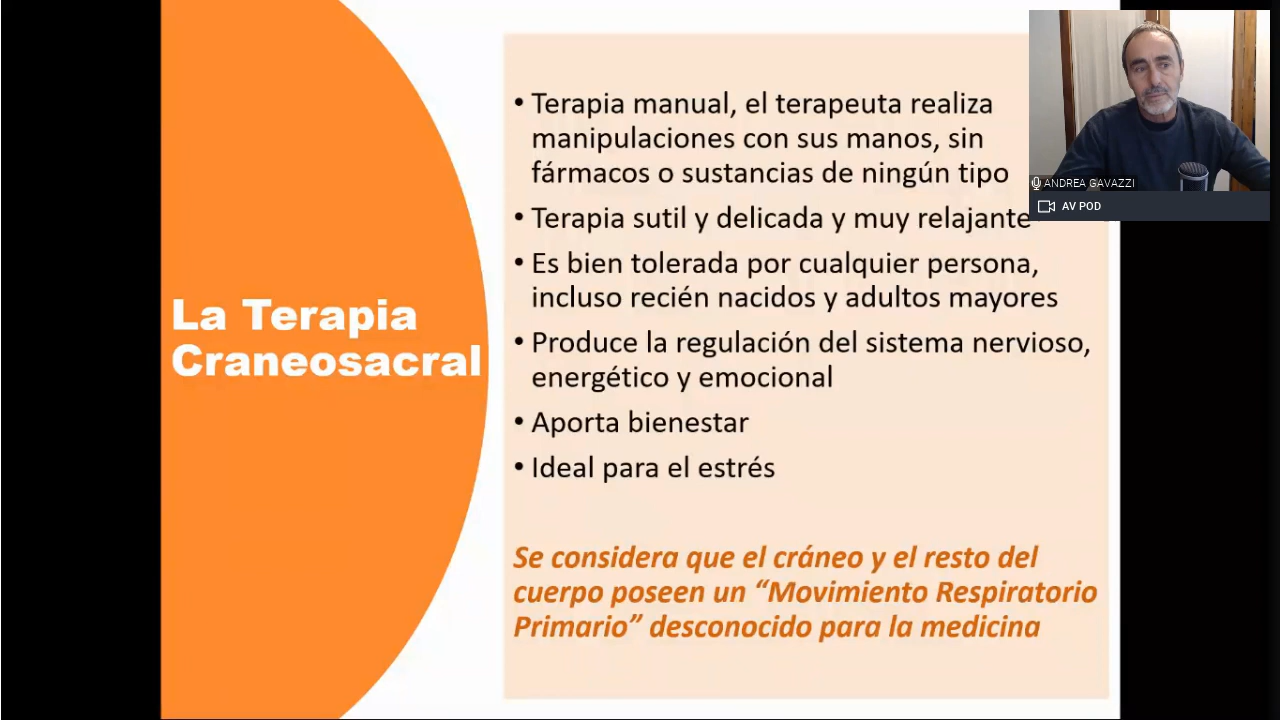 La Terapia
Craneosacral
• Terapia manual, el terapeuta realiza
manipulaciones con sus manos, sin
fármacos o sustancias de ningún tipo
• Terapia sutil y delicada y muy relajante
• Es bien tolerada por cualquier persona,
incluso recién nacidos y adultos mayores
• Produce la regulación del sistema nervioso,
energético y emocional
• Aporta bienestar
• Ideal para el estrés
Se considera que el cráneo y el resto del
cuerpo poseen un “Movimiento Respiratorio
Primario” desconocido para la medicina
ANDREA GAVAZZI
AV POD